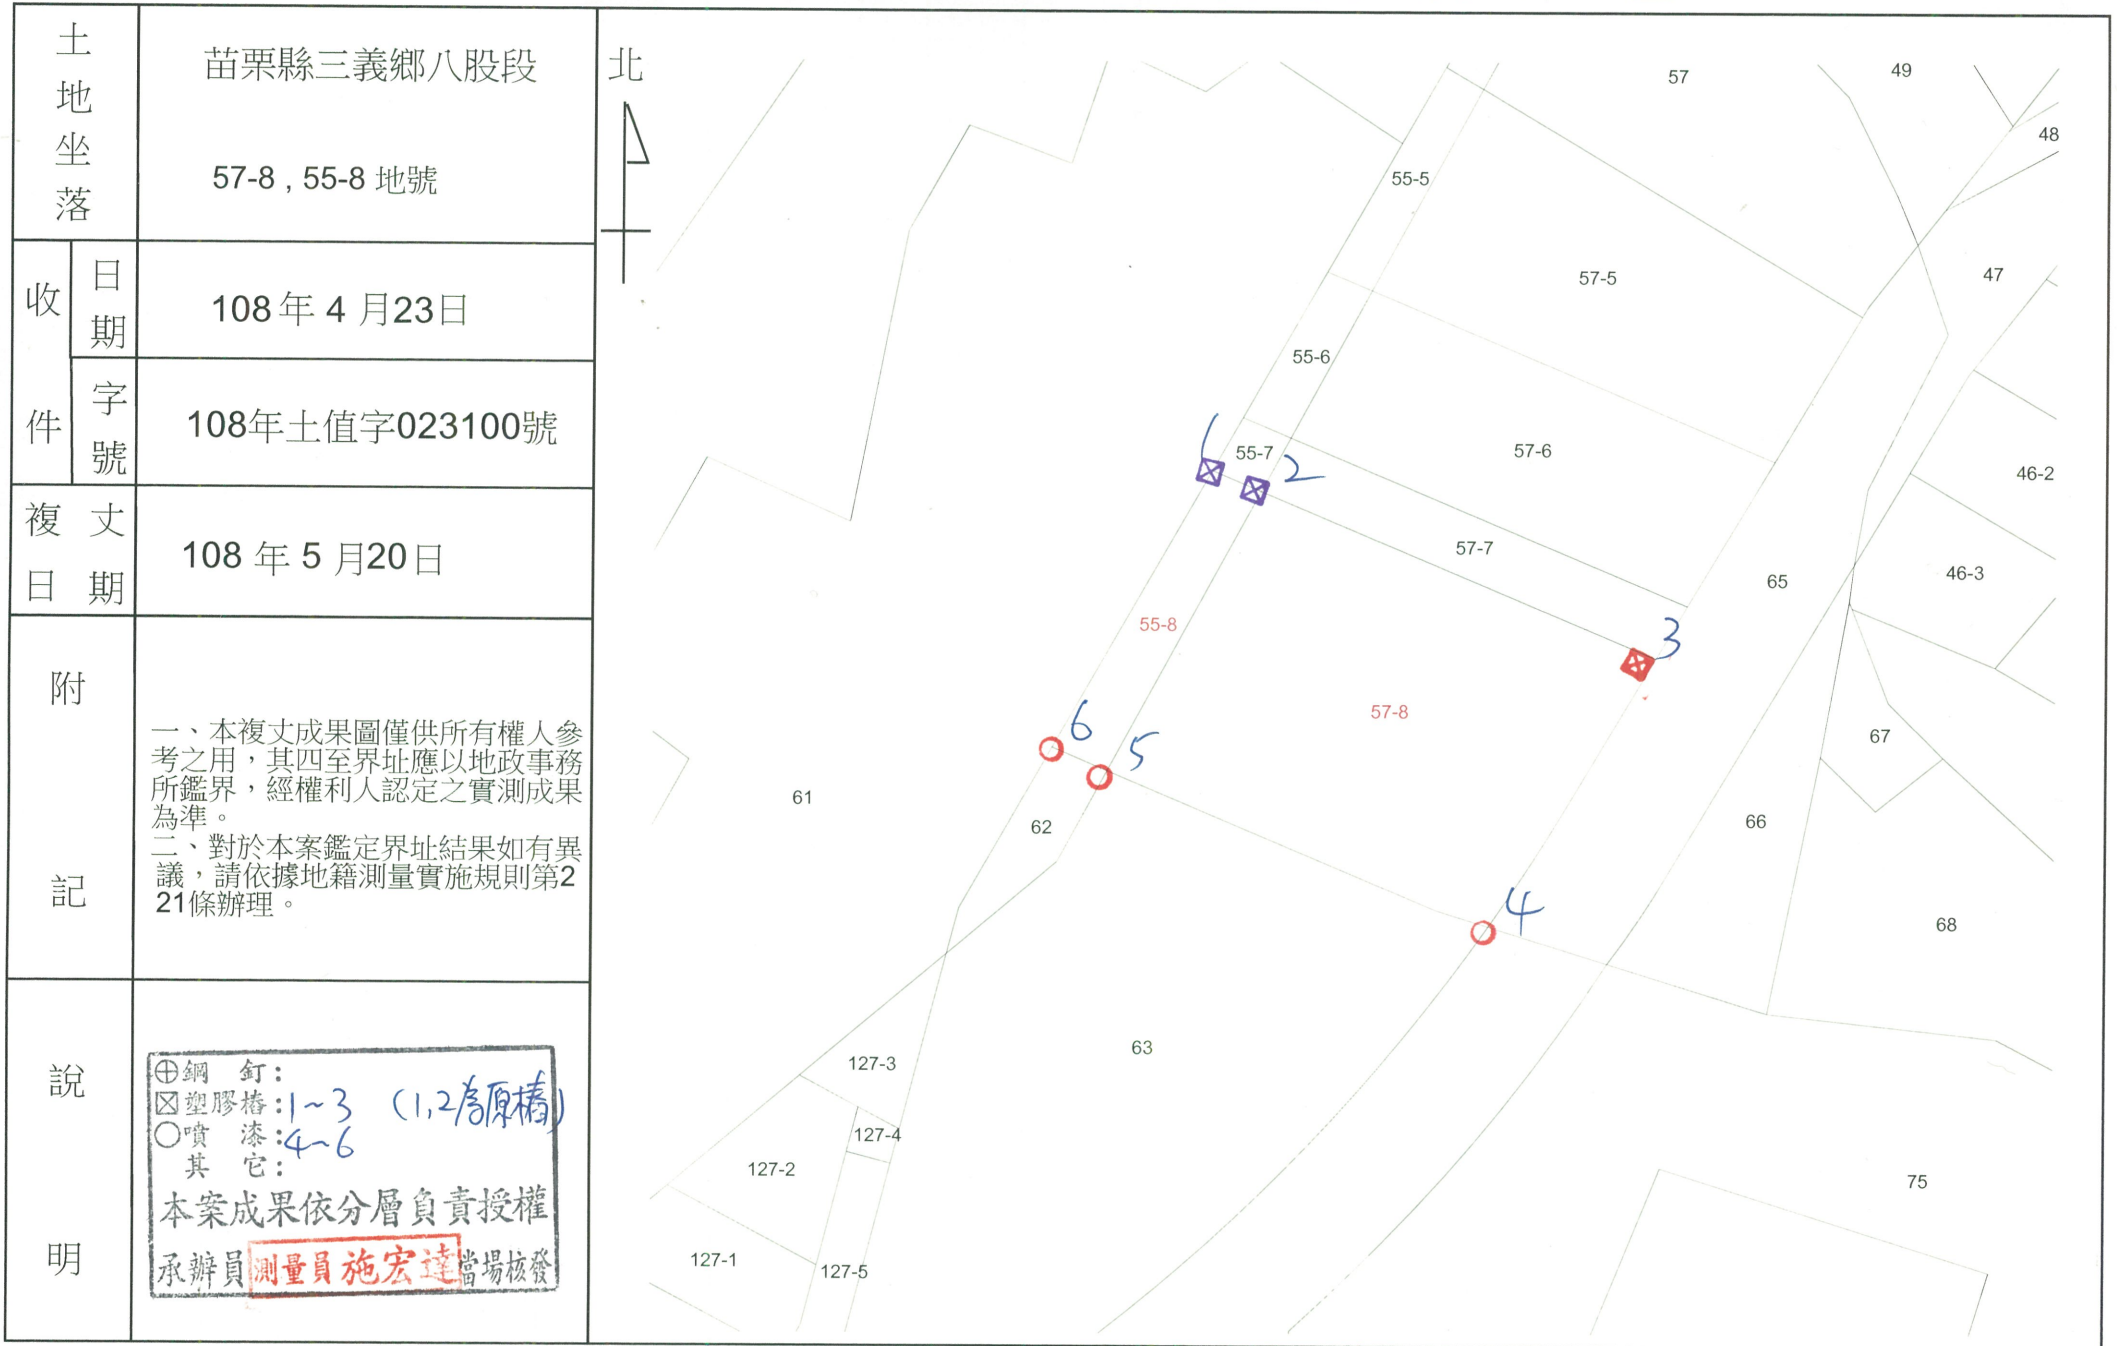 土地坐落
苗栗縣三義鄉八股段
57-8 , 55-8 地號
收件
日期
108 年 4 月23日
字號
108年土值字023100號
複丈日期
108 年 5 月20日
附記
一、本複丈成果圖僅供所有權人參
考之用，其四至界址應以地政事務
所鑑界，經權利人認定之實測成果
為準。
二、對於本案鑑定界址結果如有異
議，請依據地籍測量實施規則第2
21條辦理。
說明
⊕鋼 釘：
☒塑膠樁：1~3 （1,2為原樁）
○噴 漆：4~6
其 它：
本案成果依分層負責授權
承辦員 測量員施宏達 當場核發
北
57
49
48
55-5
47
57-5
55-6
1
55-7
2
57-6
46-2
57-7
65
46-3
55-8
3
57-8
6
5
67
61
62
66
4
68
63
127-3
127-4
127-2
75
127-1
127-5